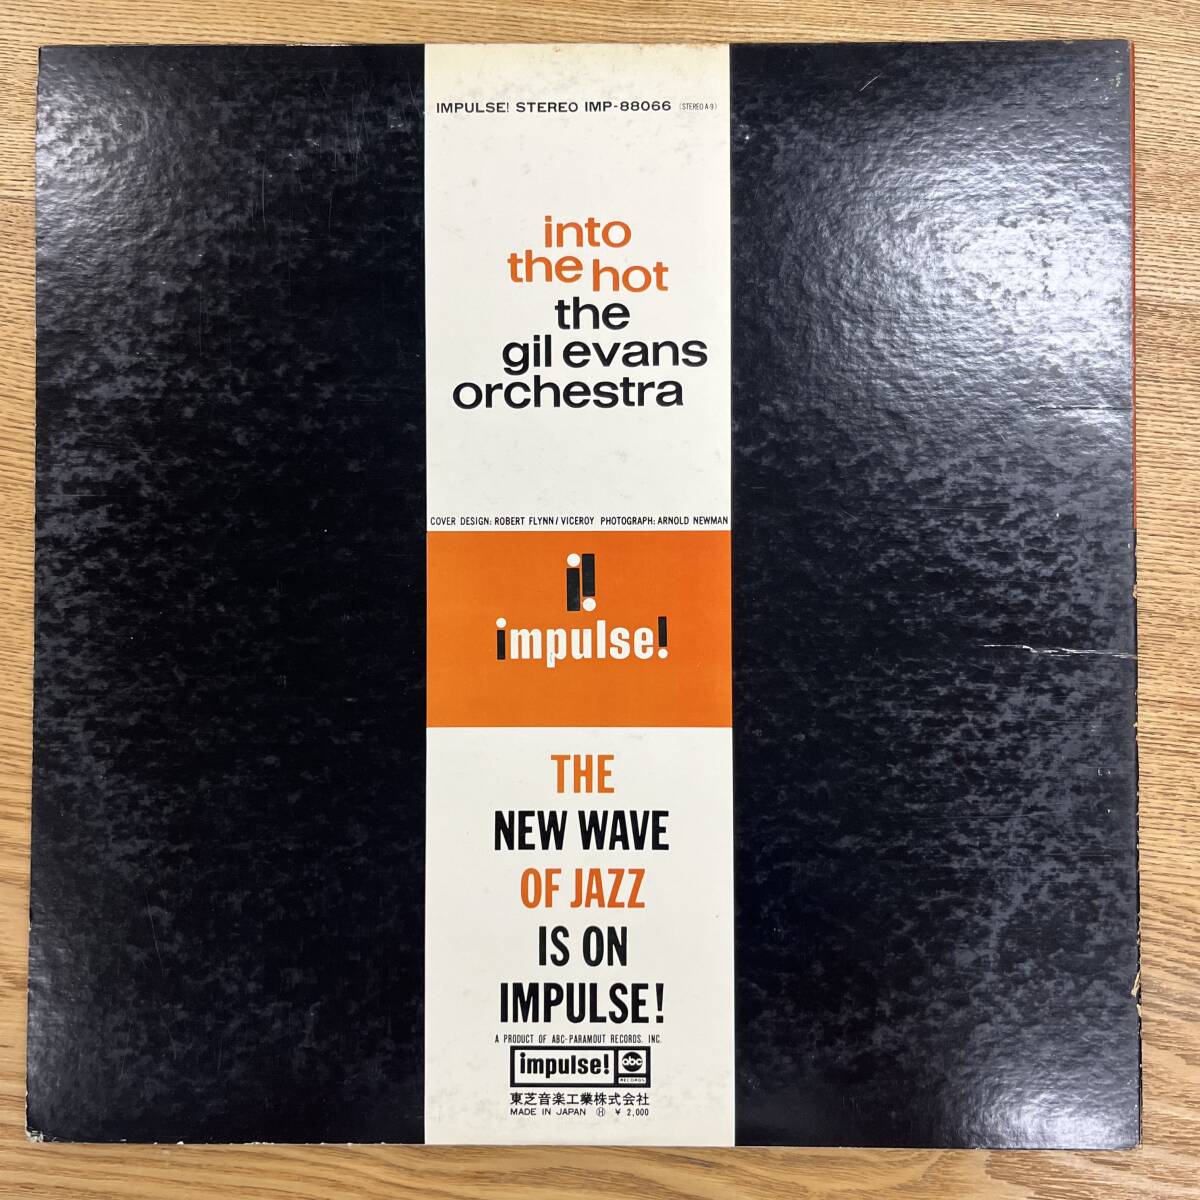 IMPULSE! STEREO IMP-88066 (STEREO A-9)
into
the hot
the
gil evans
orchestra
COVER DESIGN: ROBERT FLYNN/VICEROY PHOTOGRAPH: ARNOLD NEWMAN
i!
impulse!
THE
NEW WAVE
OF JAZZ
IS ON
IMPULSE!
A PRODUCT OF ABC-PARAMOUT RECORDS. INC.
impulse! abc RECORDS
東芝音楽工業株式会社
MADE IN JAPAN Ⓗ ¥ 2,000